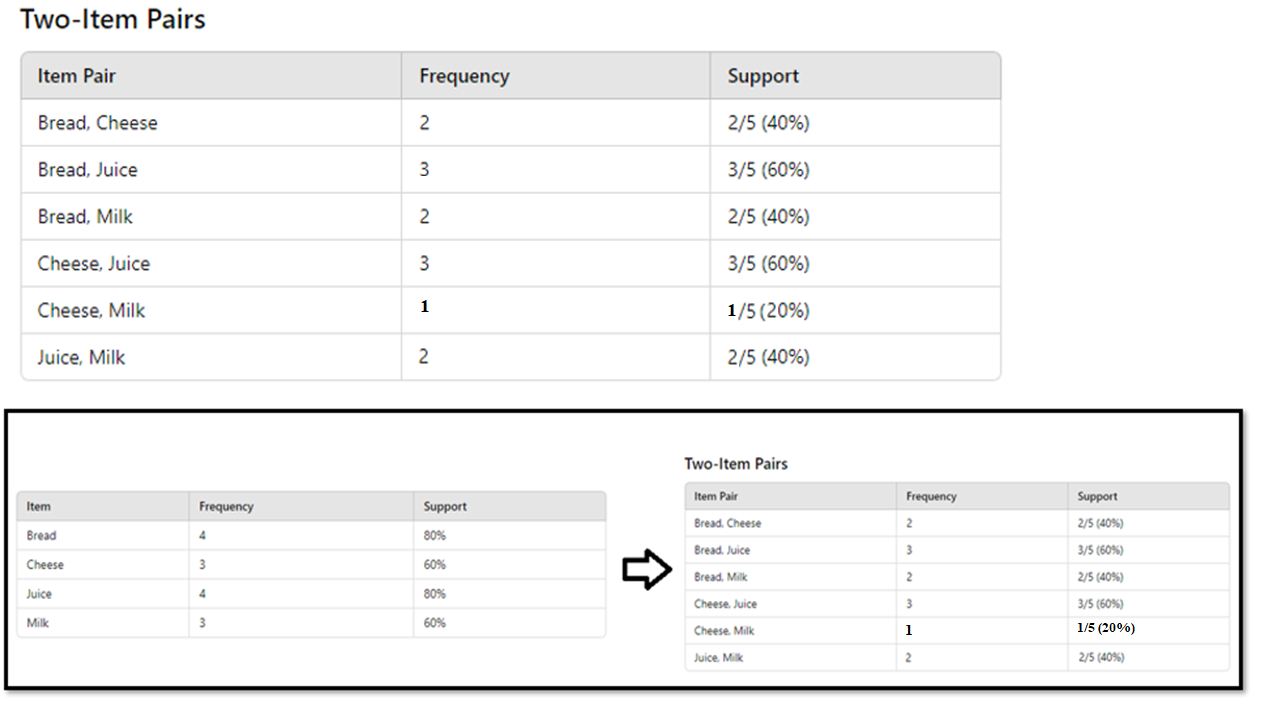 Two-Item Pairs
Item Pair Frequency Support
Bread, Cheese 2 2/5 (40%)
Bread, Juice 3 3/5 (60%)
Bread, Milk 2 2/5 (40%)
Cheese, Juice 3 3/5 (60%)
Cheese, Milk 1 1/5 (20%)
Juice, Milk 2 2/5 (40%)
Item Frequency Support
Bread 4 80%
Cheese 3 60%
Juice 4 80%
Milk 3 60%
Two-Item Pairs
Item Pair Frequency Support
Bread, Cheese 2 2/5 (40%)
Bread, Juice 3 3/5 (60%)
Bread, Milk 2 2/5 (40%)
Cheese, Juice 3 3/5 (60%)
Cheese, Milk 1 1/5 (20%)
Juice, Milk 2 2/5 (40%)